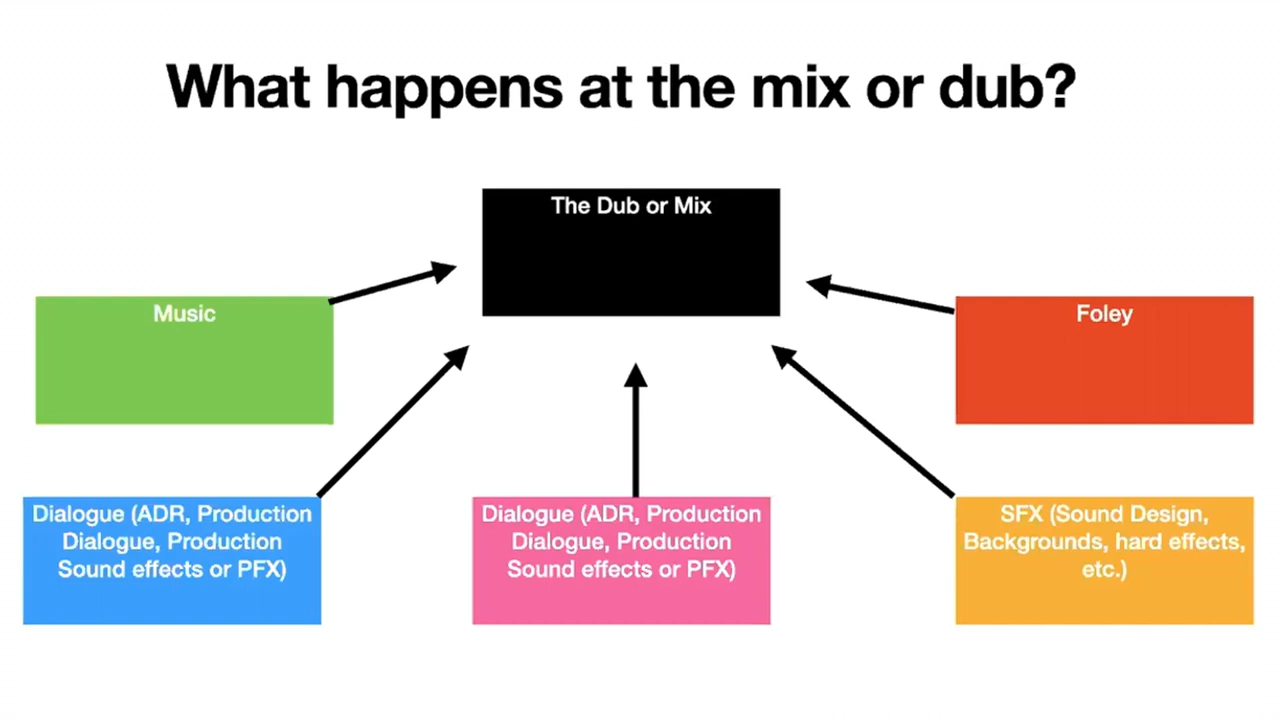 What happens at the mix or dub?
The Dub or Mix
Music
Foley
Dialogue (ADR, Production
Dialogue, Production
Sound effects or PFX)
Dialogue (ADR, Production
Dialogue, Production
Sound effects or PFX)
SFX (Sound Design,
Backgrounds, hard effects,
etc.)